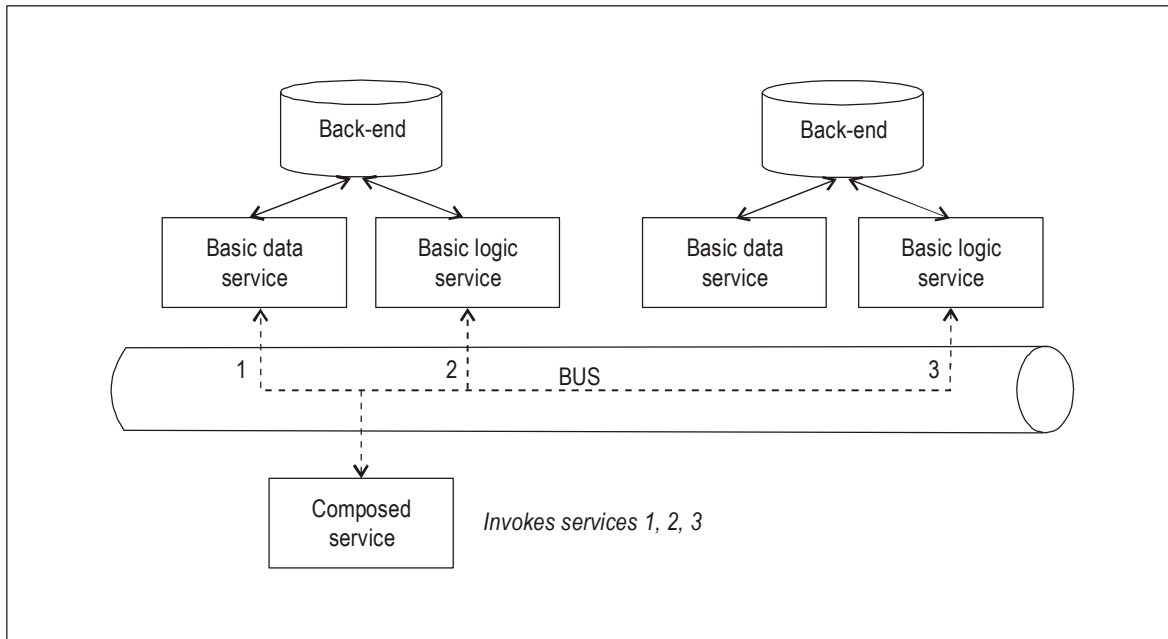 Back-end
Back-end
Basic data
service
Basic logic
service
Basic data
service
Basic logic
service
1
2
BUS
3
Composed
service
Invokes services 1, 2, 3